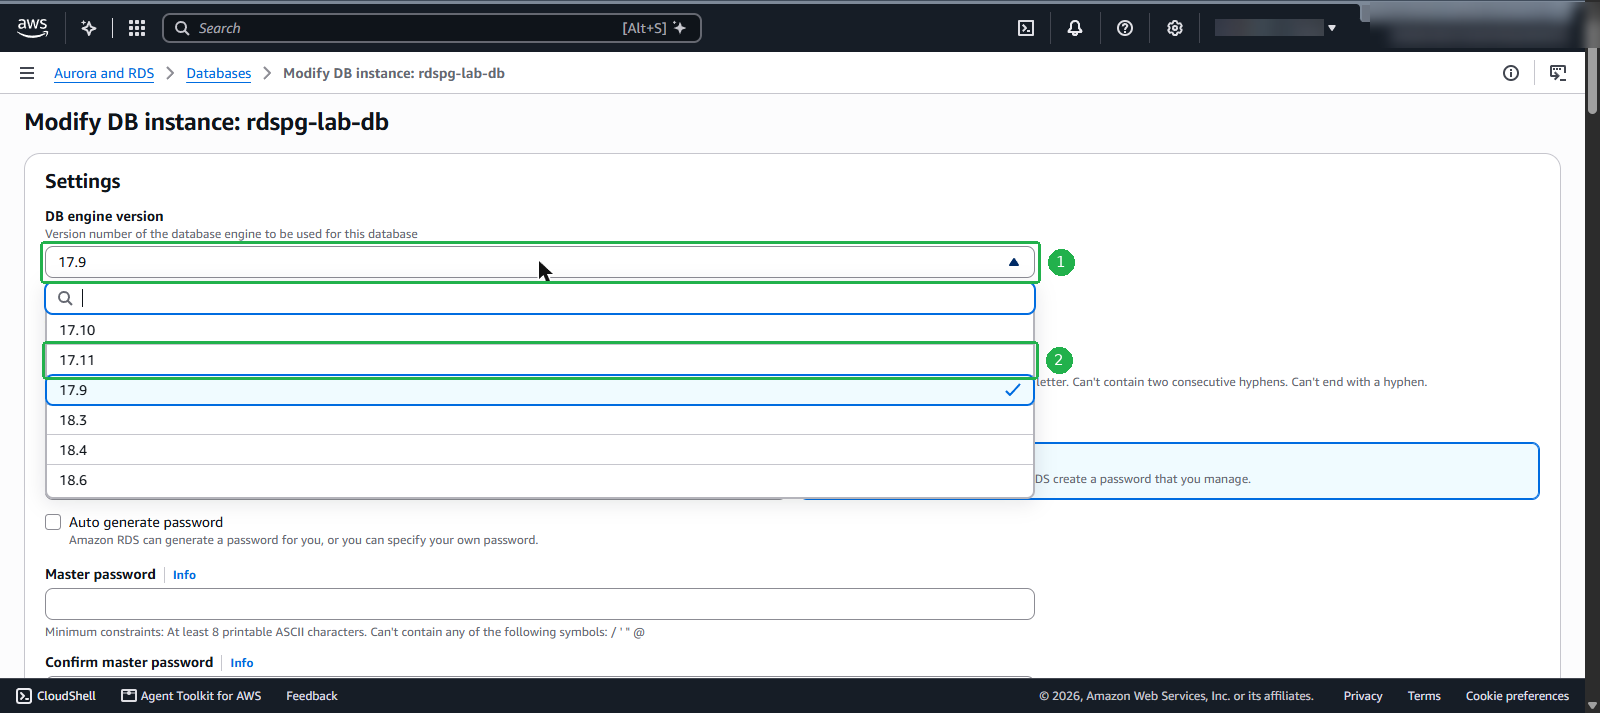 aws Search [Alt+S]
Aurora and RDS Databases Modify DB instance: rdspg-lab-db
Modify DB instance: rdspg-lab-db
Settings
DB engine version
Version number of the database engine to be used for this database
17.9 1
17.10
17.11 2
17.9
letter. Can't contain two consecutive hyphens. Can't end with a hyphen.
18.3
18.4
18.6
DS create a password that you manage.
Auto generate password
Amazon RDS can generate a password for you, or you can specify your own password.
Master password Info
Minimum constraints: At least 8 printable ASCII characters. Can't contain any of the following symbols: / ' " @
Confirm master password Info
CloudShell Agent Toolkit for AWS Feedback © 2026, Amazon Web Services, Inc. or its affiliates. Privacy Terms Cookie preferences